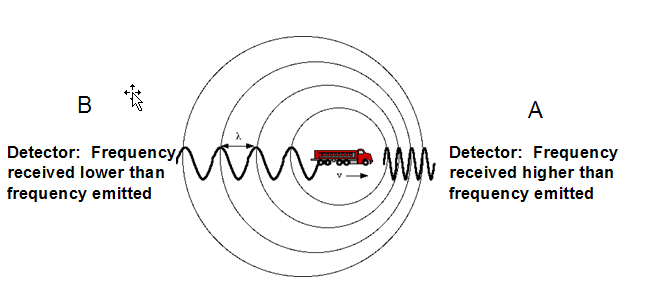 B
A
λ
Detector: Frequency
received lower than
frequency emitted
v
Detector: Frequency
received higher than
frequency emitted